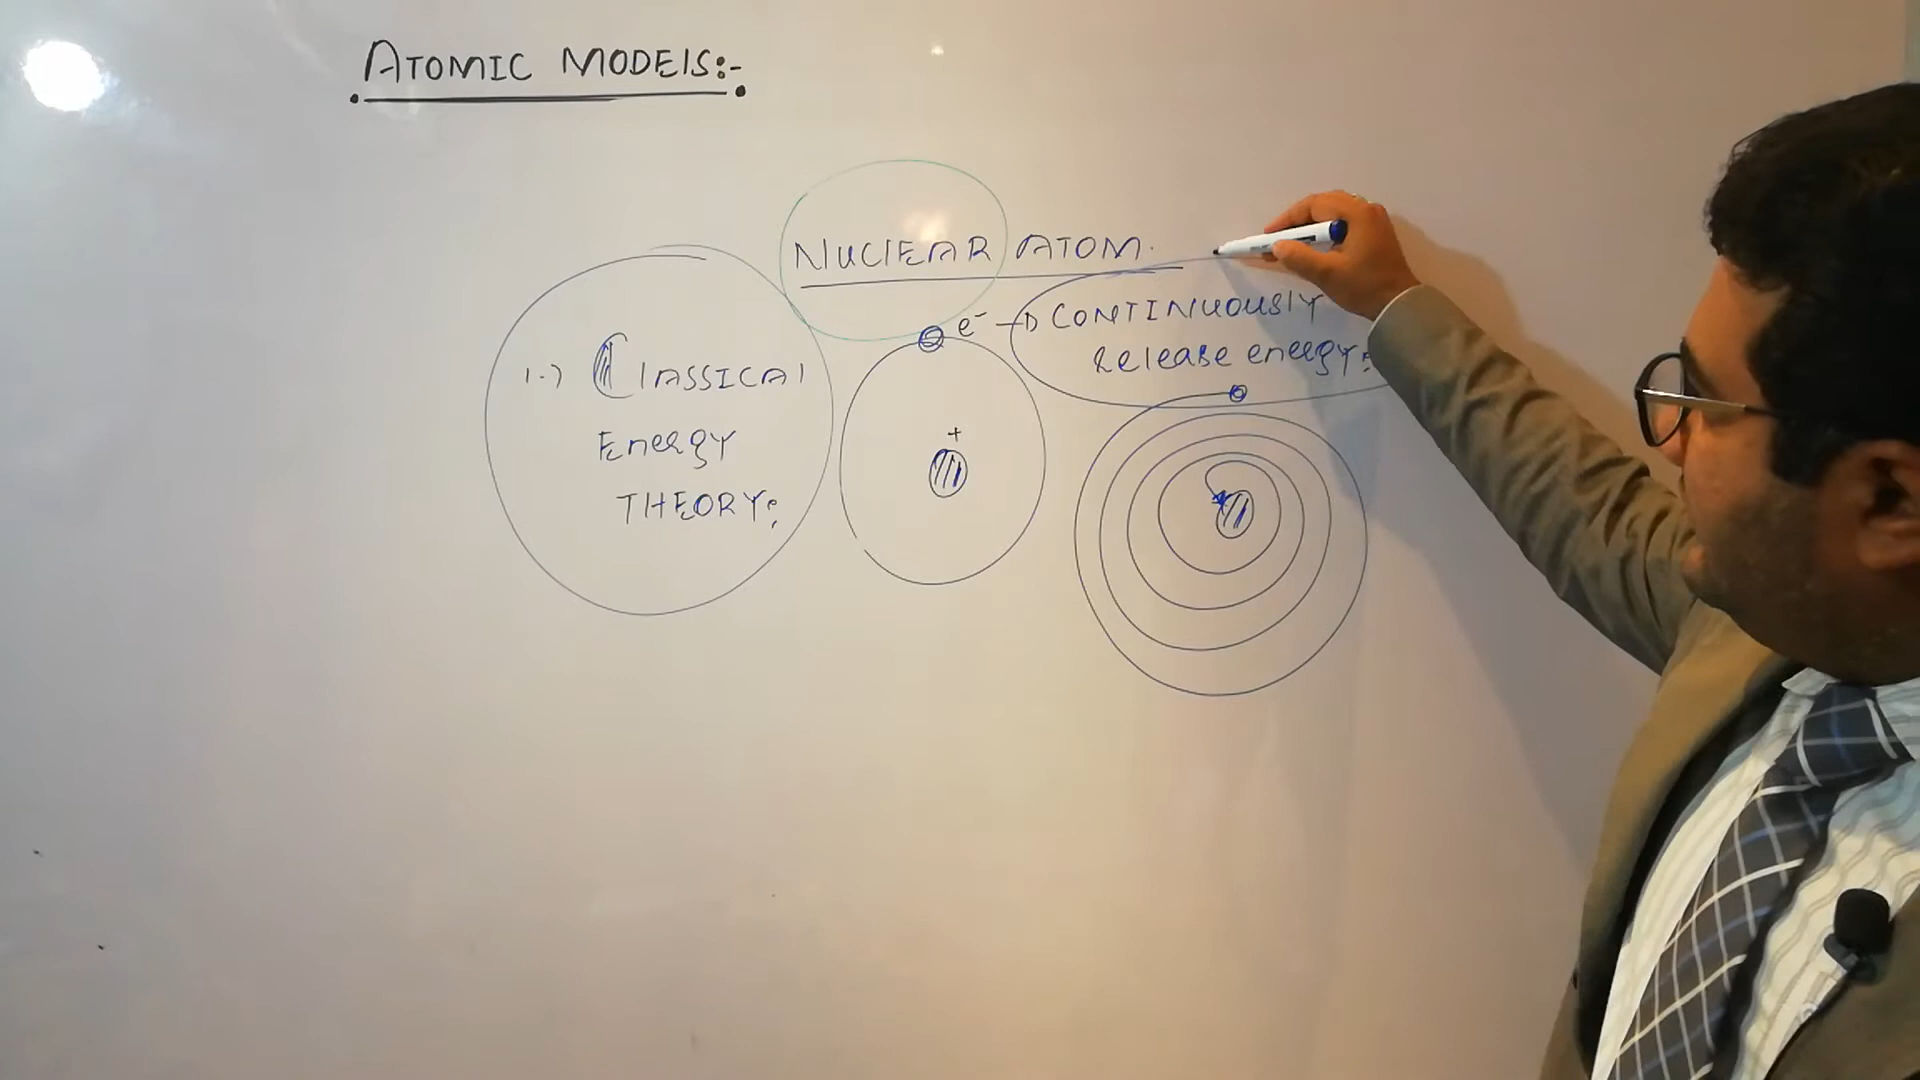 ATOMIC MODELS:-
NUCLEAR ATOM.
e⁻ → CONTINUOUSLY
Release energy:
1.) Classical
Energy
THEORY:
+